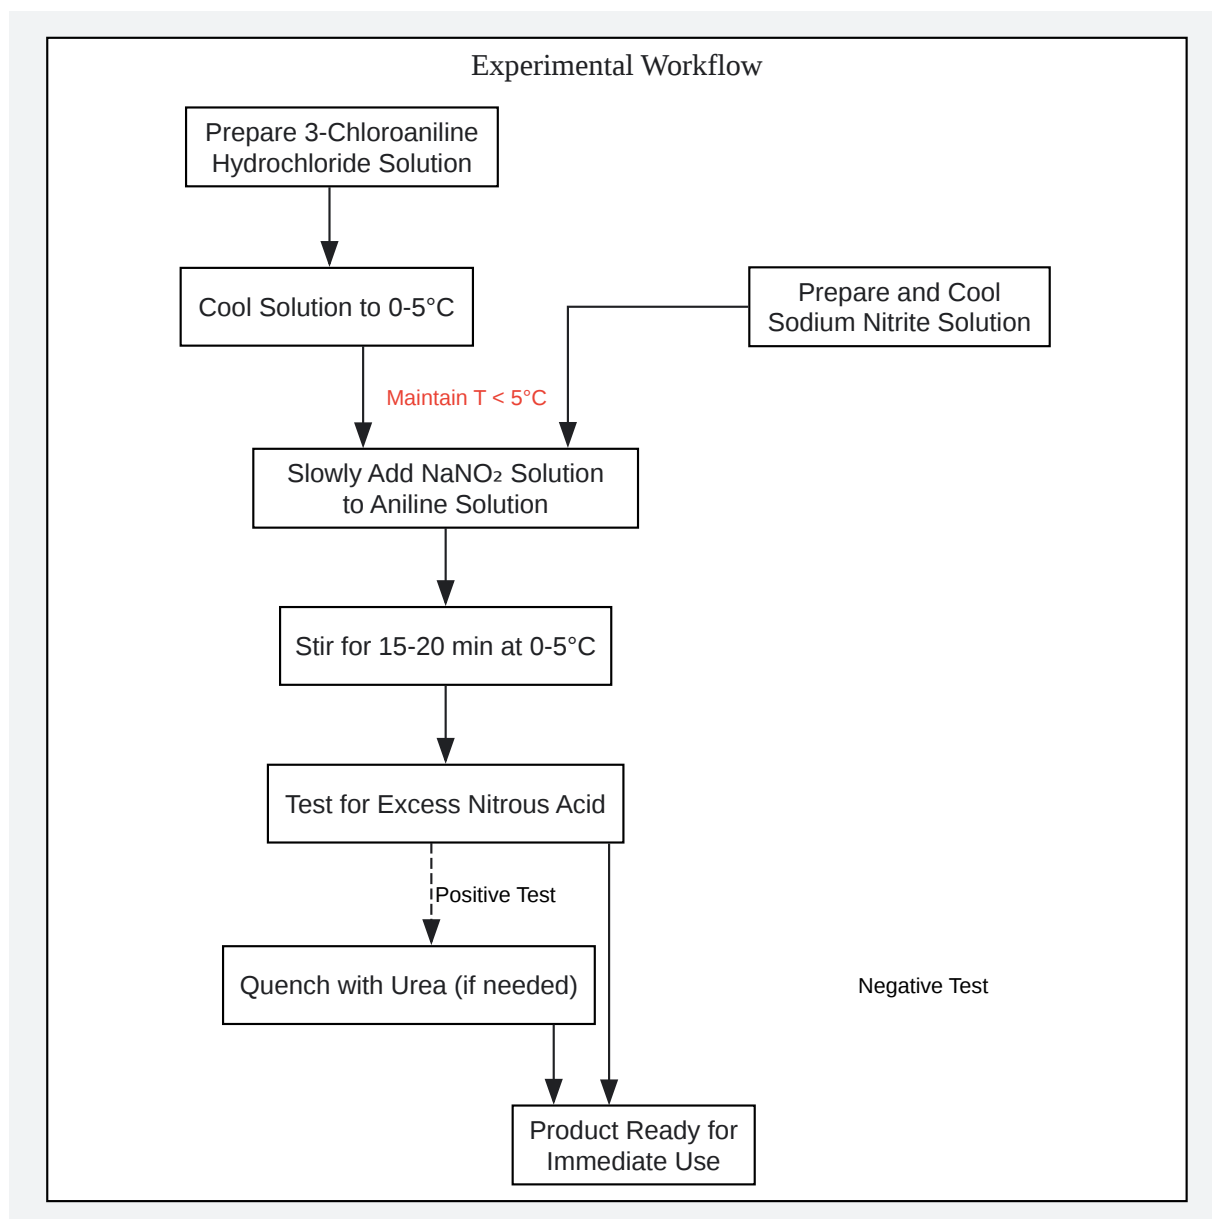 Experimental Workflow
Prepare 3-Chloroaniline
Hydrochloride Solution
Cool Solution to 0-5°C
Prepare and Cool
Sodium Nitrite Solution
Maintain T < 5°C
Slowly Add NaNO₂ Solution
to Aniline Solution
Stir for 15-20 min at 0-5°C
Test for Excess Nitrous Acid
Positive Test
Quench with Urea (if needed)
Negative Test
Product Ready for
Immediate Use